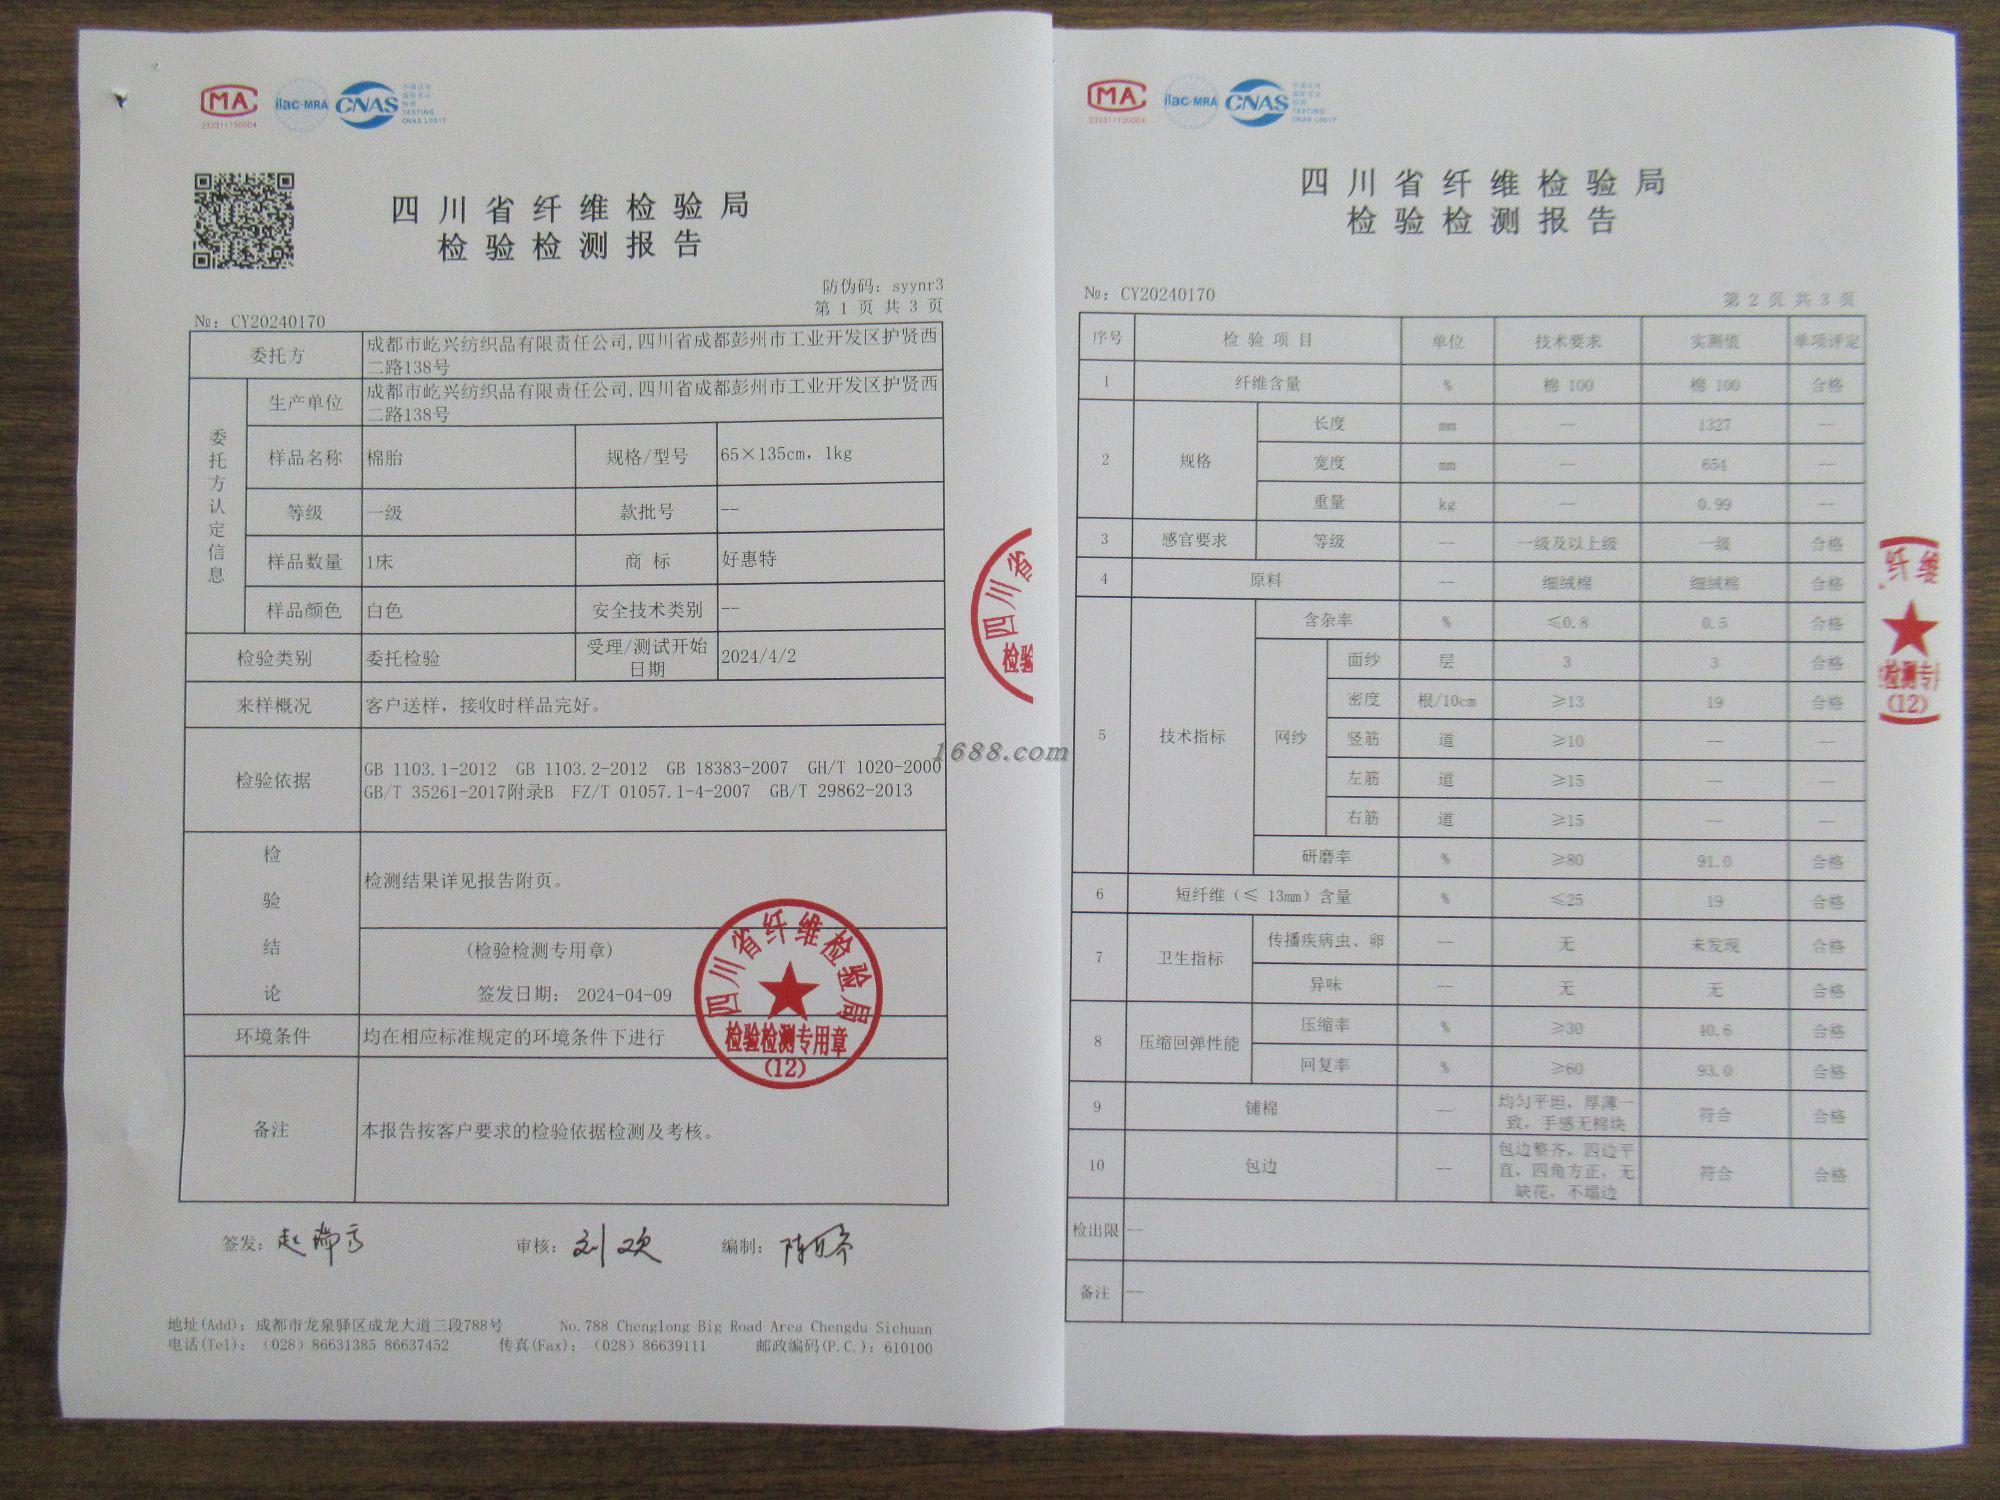 MA
232311120004
ilac-MRA
CNAS
TESTING
CNAS L0517
四川省纤维检验局
检验检测报告
防伪码：syynr3
第 1 页 共 3 页
№：CY20240170
委托方 成都市屹兴纺织品有限责任公司,四川省成都彭州市工业开发区护贤西二路138号
委托方认定信息
生产单位 成都市屹兴纺织品有限责任公司,四川省成都彭州市工业开发区护贤西二路138号
样品名称 棉胎 规格/型号 65×135cm，1kg
等级 一级 款批号 --
样品数量 1床 商 标 好惠特
样品颜色 白色 安全技术类别 --
检验类别 委托检验 受理/测试开始日期 2024/4/2
来样概况 客户送样，接收时样品完好。
检验依据 GB 1103.1-2012 GB 1103.2-2012 GB 18383-2007 GH/T 1020-2000
GB/T 35261-2017附录B FZ/T 01057.1-4-2007 GB/T 29862-2013
检验结论
检测结果详见报告附页。
(检验检测专用章)
签发日期： 2024-04-09
四川省纤维检验局
检验检测专用章
(12)
环境条件 均在相应标准规定的环境条件下进行
备注 本报告按客户要求的检验依据检测及考核。
签发： 审核：刘欢 编制：
地址(Add)：成都市龙泉驿区成龙大道三段788号 No.788 Chenglong Big Road Area Chengdu Sichuan
电话(Tel)：（028）86631385 86637452 传真(Fax)：（028）86639111 邮政编码(P.C.)：610100
四川省
检验
1688.com
MA
232311120004
ilac-MRA
CNAS
TESTING
CNAS L0517
四川省纤维检验局
检验检测报告
№：CY20240170
第 2 页 共 3 页
序号 检 验 项 目 单位 技术要求 实测值 单项评定
1 纤维含量 % 棉 100 棉 100 合格
2 规格 长度 mm -- 1327 --
宽度 mm -- 654 --
重量 kg -- 0.99 --
3 感官要求 等级 -- 一级及以上级 一级 合格
4 原料 -- 细绒棉 细绒棉 合格
5 技术指标 含杂率 % ≤0.8 0.5 合格
网纱 面纱 层 3 3 合格
密度 根/10cm ≥13 19 合格
竖筋 道 ≥10 -- --
左筋 道 ≥15 -- --
右筋 道 ≥15 -- --
研磨率 % ≥80 91.0 合格
6 短纤维（≤ 13mm）含量 % ≤25 19 合格
7 卫生指标 传播疾病虫、卵 -- 无 未发现 合格
异味 -- 无 无 合格
8 压缩回弹性能 压缩率 % ≥30 40.6 合格
回复率 % ≥60 93.0 合格
9 铺棉 -- 均匀平坦，厚薄一致，手感无棉块 符合 合格
10 包边 -- 包边整齐，四边平直，四角方正，无缺花，不塌边 符合 合格
检出限 --
备注 --
纤维
检测专
(12)